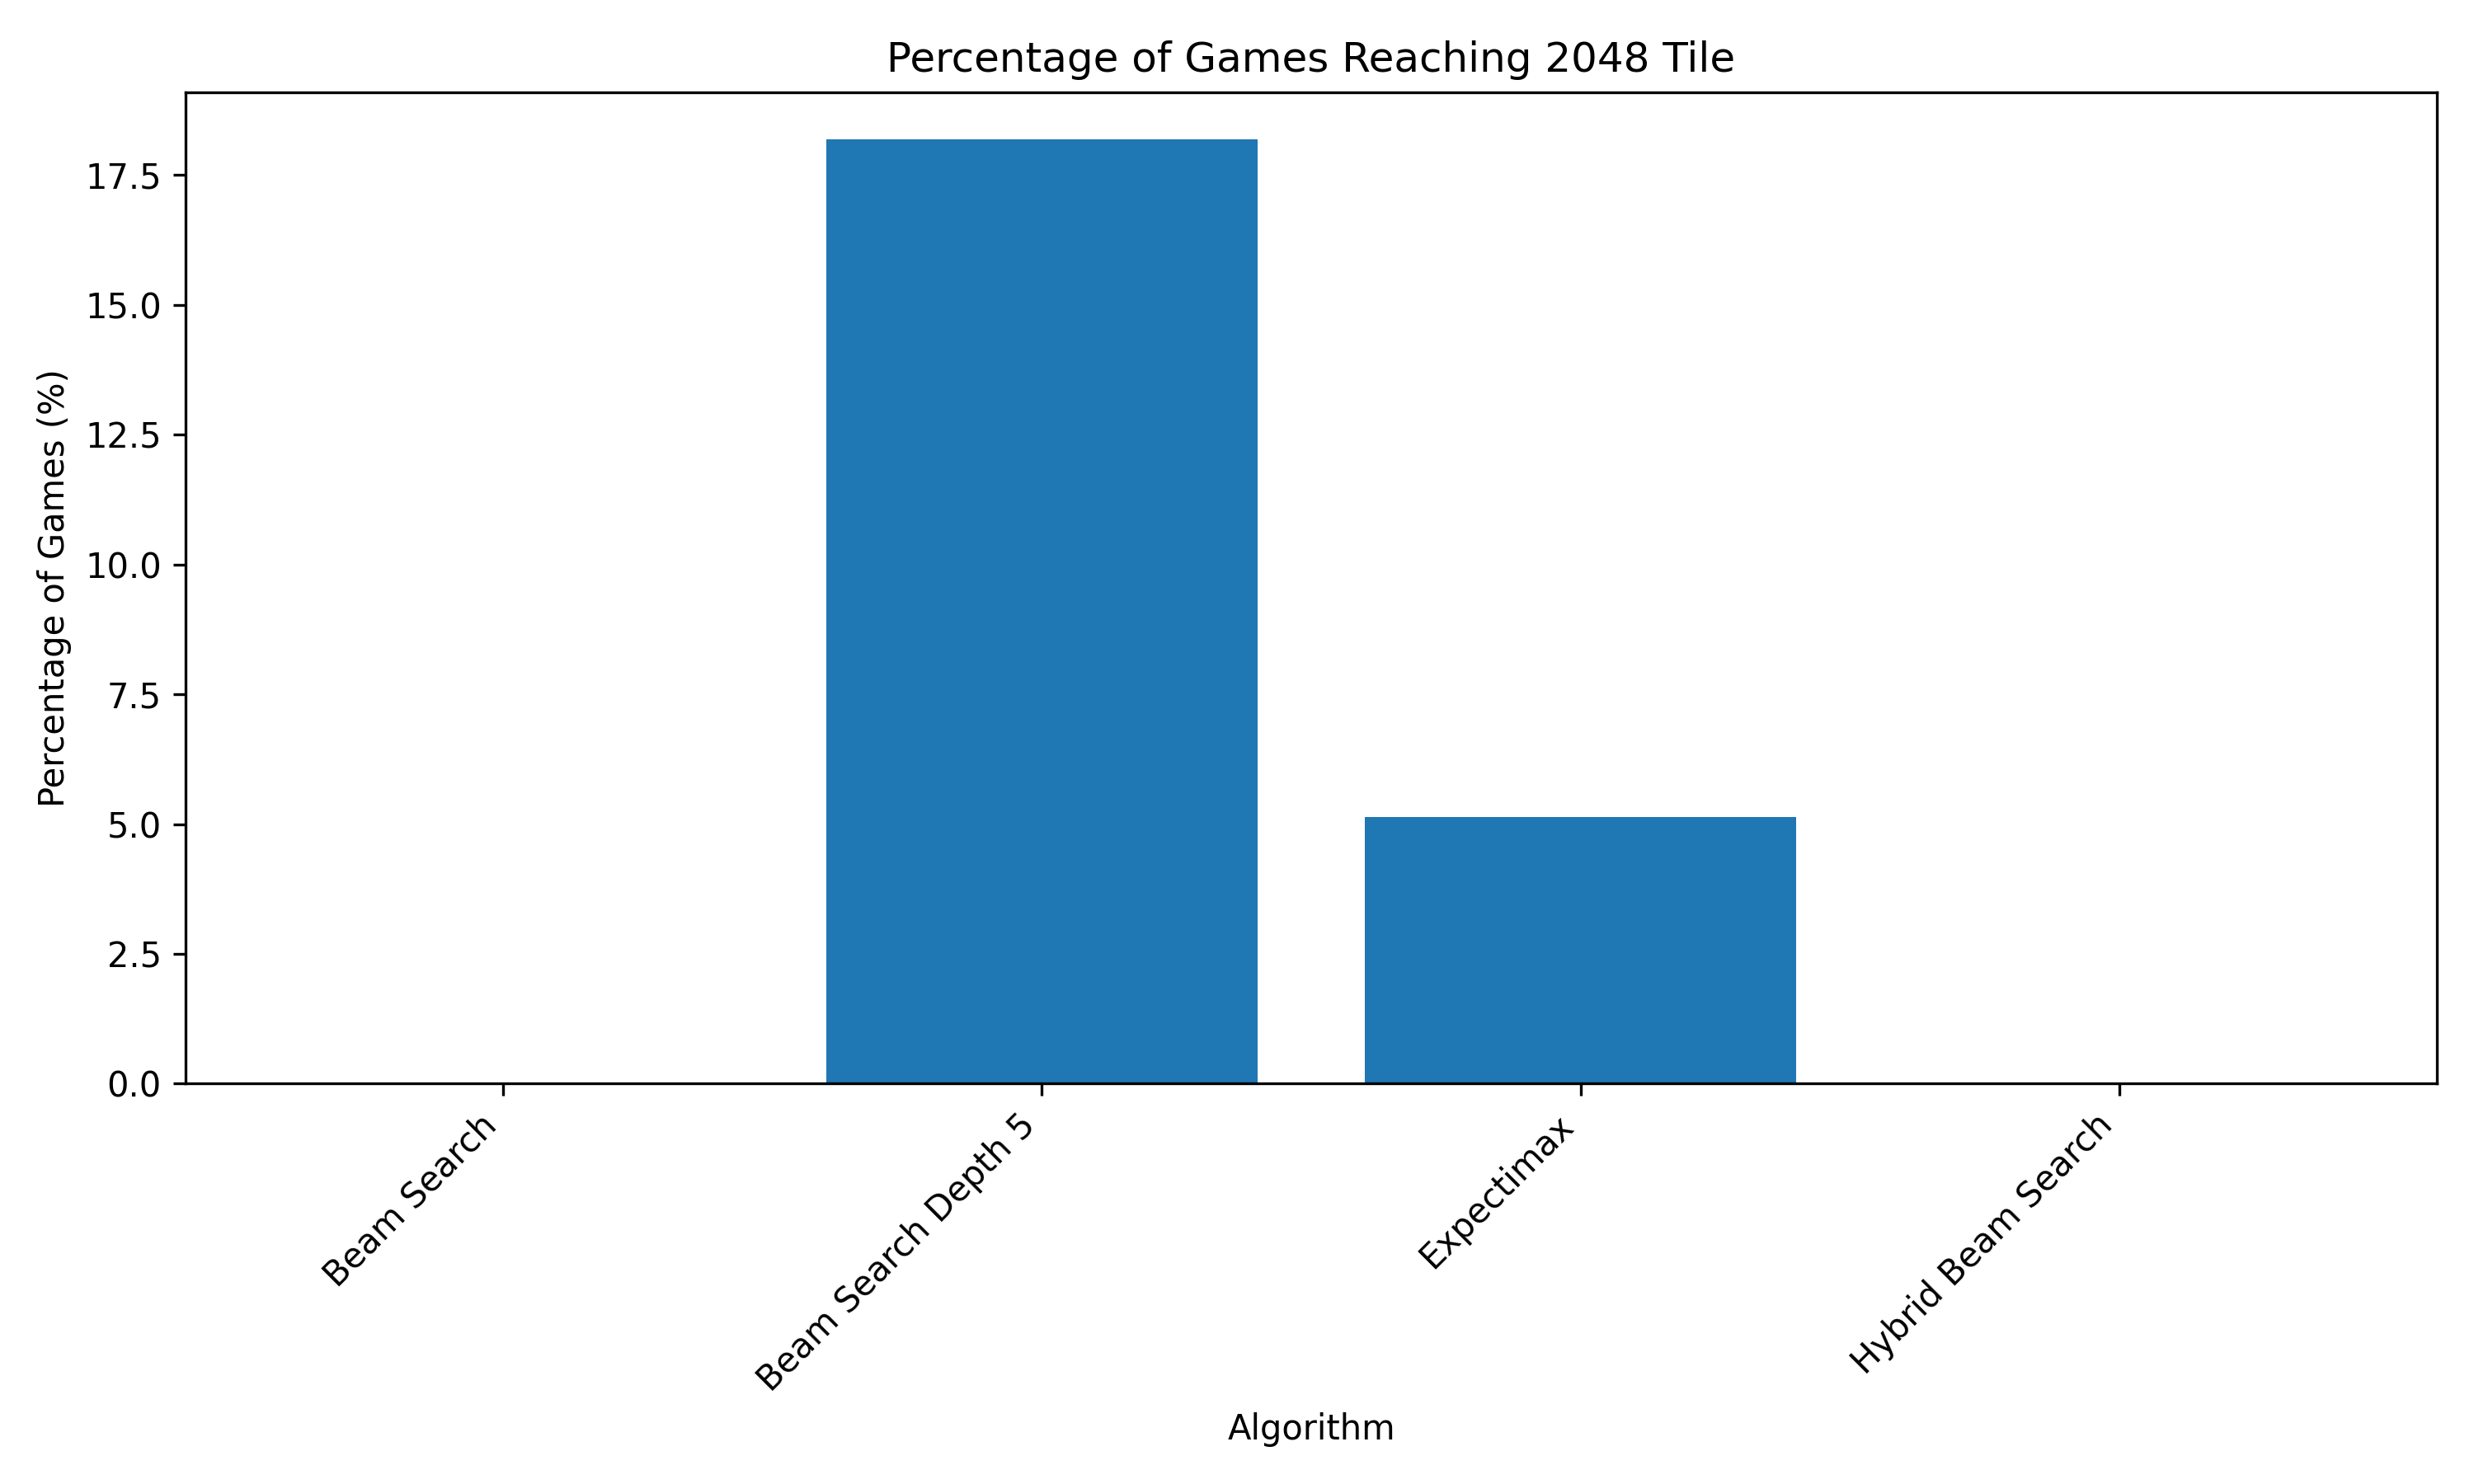 Percentage of Games Reaching 2048 Tile
Percentage of Games (%)
17.5
15.0
12.5
10.0
7.5
5.0
2.5
0.0
Beam Search
Beam Search Depth 5
Expectimax
Hybrid Beam Search
Algorithm